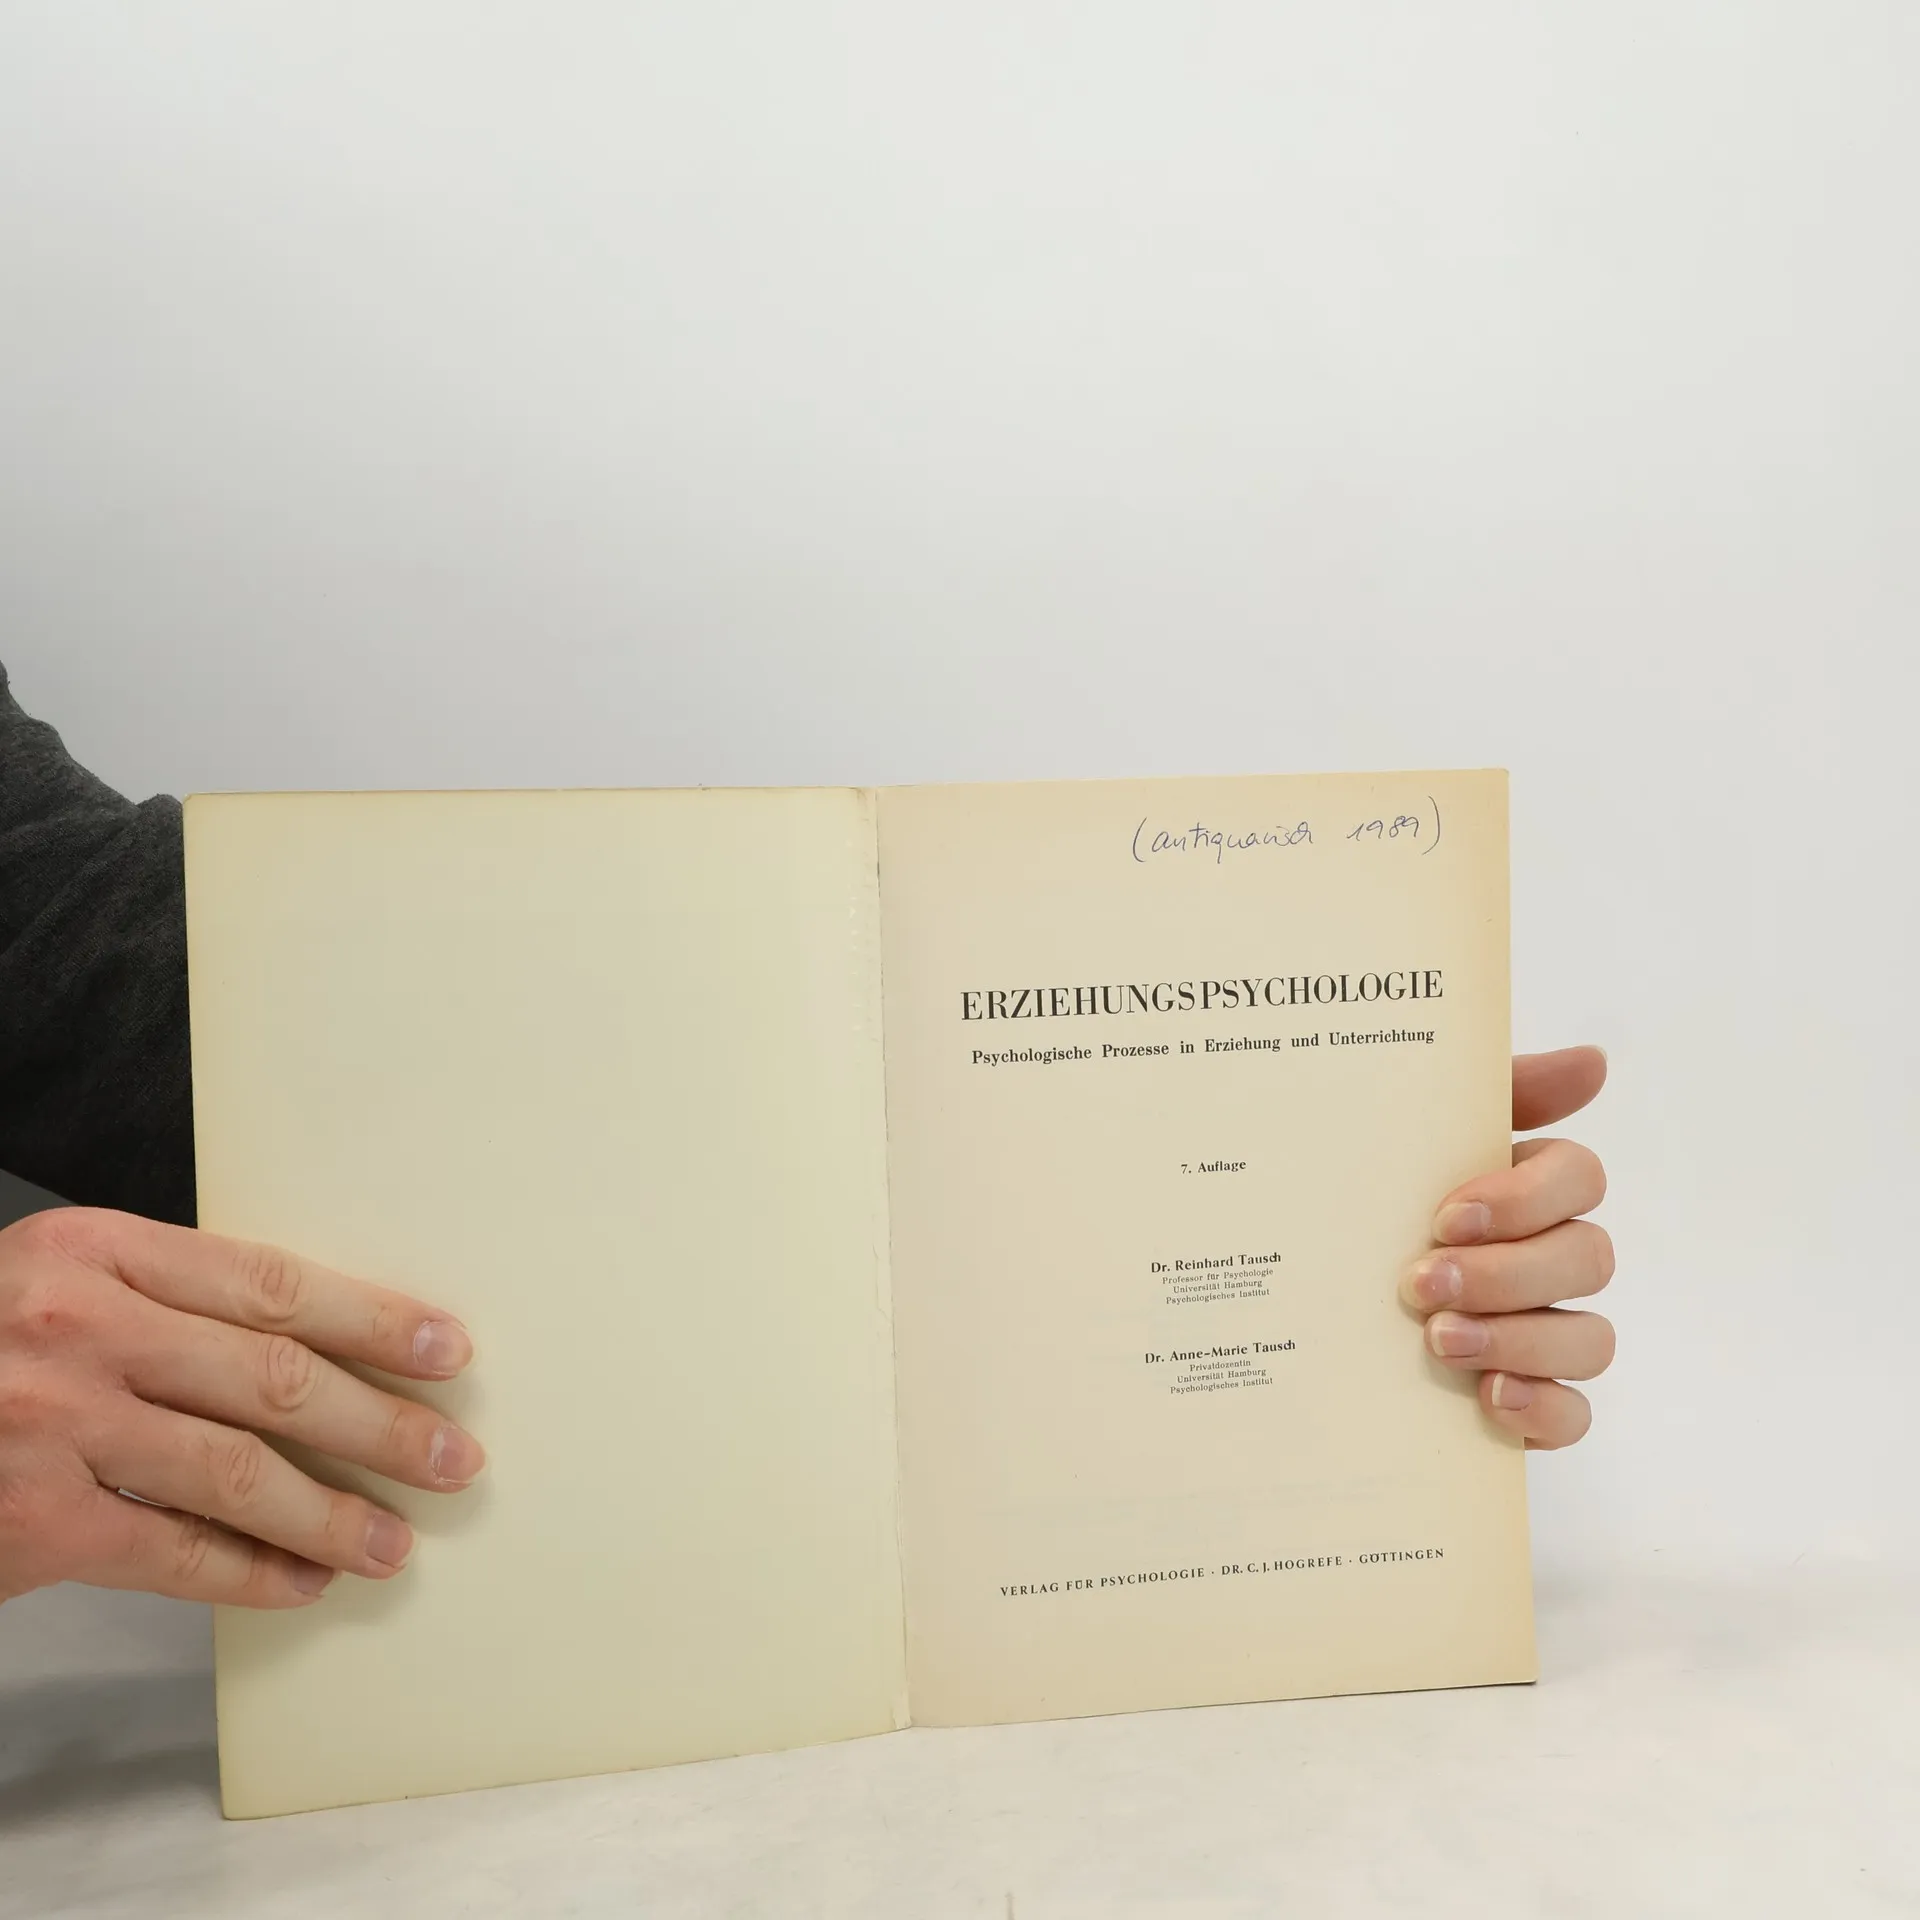 (antiquarisch 1989)
ERZIEHUNGSPSYCHOLOGIE
Psychologische Prozesse in Erziehung und Unterrichtung
7. Auflage
Dr. Reinhard Tausch
Professor für Psychologie
Universität Hamburg
Psychologisches Institut
Dr. Anne-Marie Tausch
Privatdozentin
Universität Hamburg
Psychologisches Institut
VERLAG FÜR PSYCHOLOGIE · DR. C. J. HOGREFE · GÖTTINGEN